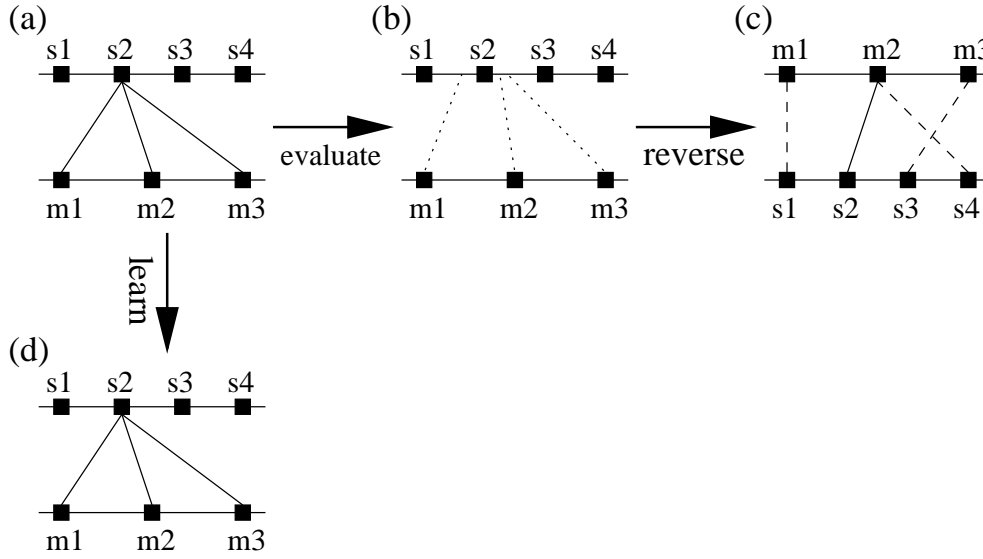 (a) (b) (c)
s1 s2 s3 s4 s1 s2 s3 s4 m1 m2 m3
evaluate reverse
m1 m2 m3 m1 m2 m3 s1 s2 s3 s4
learn
(d)
s1 s2 s3 s4
m1 m2 m3